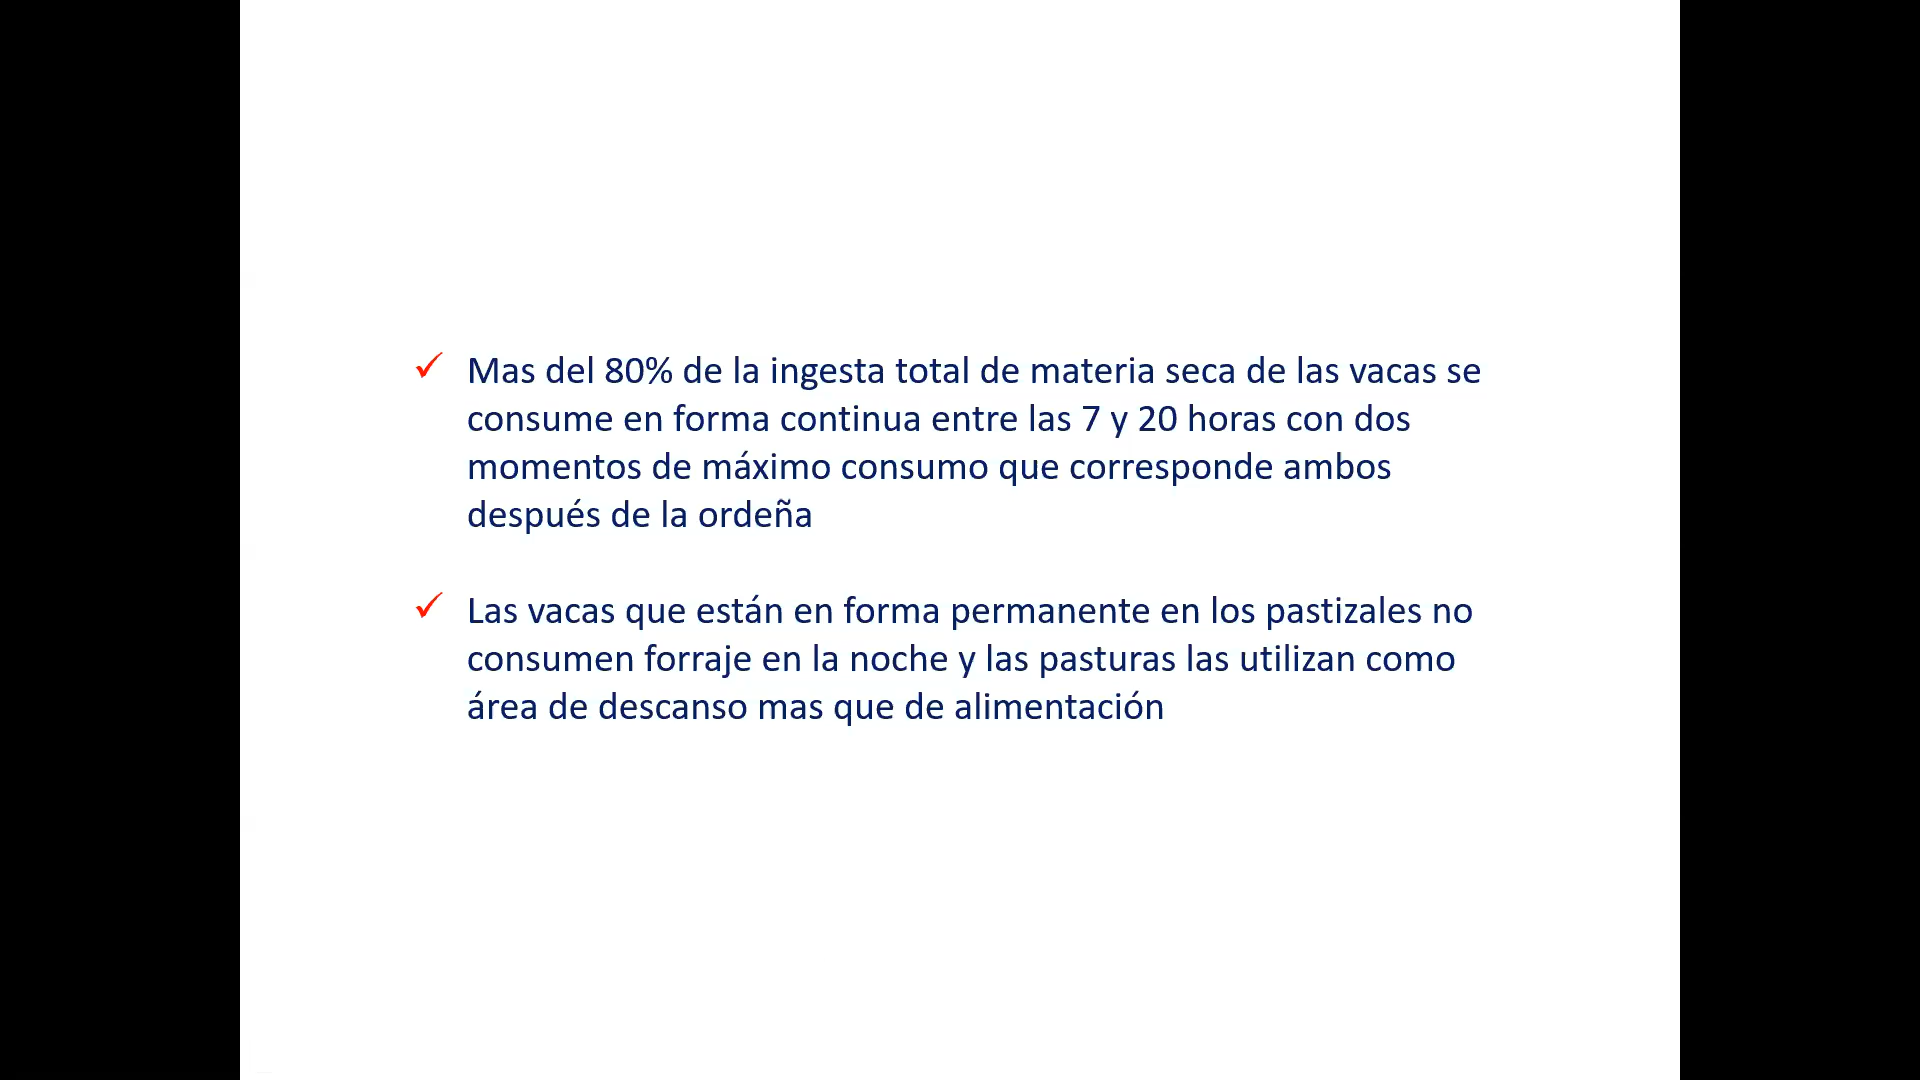 Mas del 80% de la ingesta total de materia seca de las vacas se
consume en forma continua entre las 7 y 20 horas con dos
momentos de máximo consumo que corresponde ambos
después de la ordeña
Las vacas que están en forma permanente en los pastizales no
consumen forraje en la noche y las pasturas las utilizan como
área de descanso mas que de alimentación